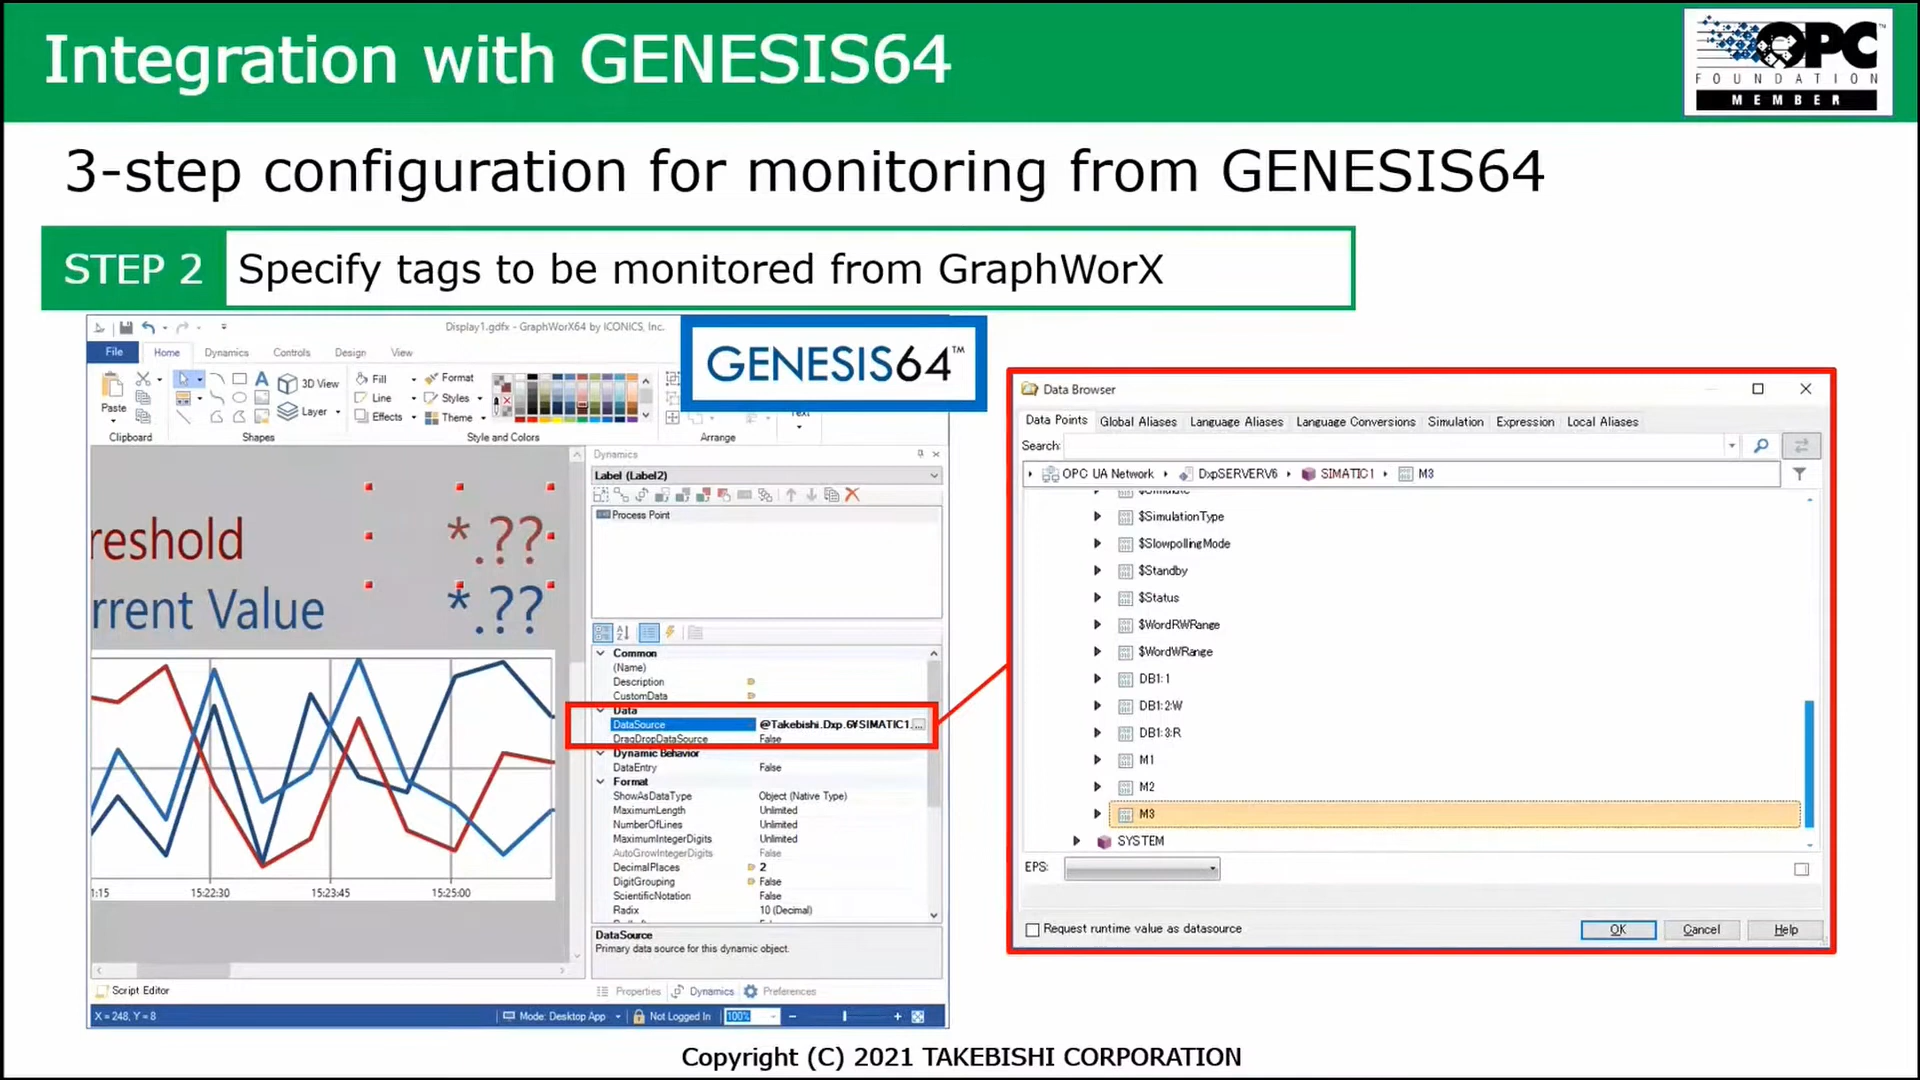 Integration with GENESIS64
OPC
FOUNDATION
MEMBER
3-step configuration for monitoring from GENESIS64
STEP 2 Specify tags to be monitored from GraphWorX
Display1.gdfx - GraphWorX64 by ICONICS, Inc.
GENESIS64™
File Home Dynamics Controls Design View
Paste
3D View
Layer
Fill
Line
Effects
Format
Styles
Theme
Text
Clipboard Shapes Style and Colors Arrange
reshold *.??
rrent Value *.??
1:15 15:22:30 15:23:45 15:25:00
Dynamics
Label (Label2)
Process Point
Common
(Name)
Description
CustomData
Data
DataSource @Takebishi.Dxp.6¥SIMATIC1. ...
DragDropDataSource False
Dynamic Behavior
DataEntry False
Format
ShowAsDataType Object (Native Type)
MaximumLength Unlimited
NumberOfLines Unlimited
MaximumIntegerDigits Unlimited
AutoGrowIntegerDigits False
DecimalPlaces 2
DigitGrouping False
ScientificNotation False
Radix 10 (Decimal)
DataSource
Primary data source for this dynamic object.
Script Editor
Properties Dynamics Preferences
X = 248, Y = 8 Mode: Desktop App Not Logged In 100%
Data Browser
Data Points Global Aliases Language Aliases Language Conversions Simulation Expression Local Aliases
Search:
OPC UA Network DxpSERVERV6 SIMATIC1 M3
$SimulationType
$SlowpollingMode
$Standby
$Status
$WordRWRange
$WordWRange
DB1:1
DB1:2:W
DB1:3:R
M1
M2
M3
SYSTEM
EPS:
Request runtime value as datasource
OK Cancel Help
Copyright (C) 2021 TAKEBISHI CORPORATION